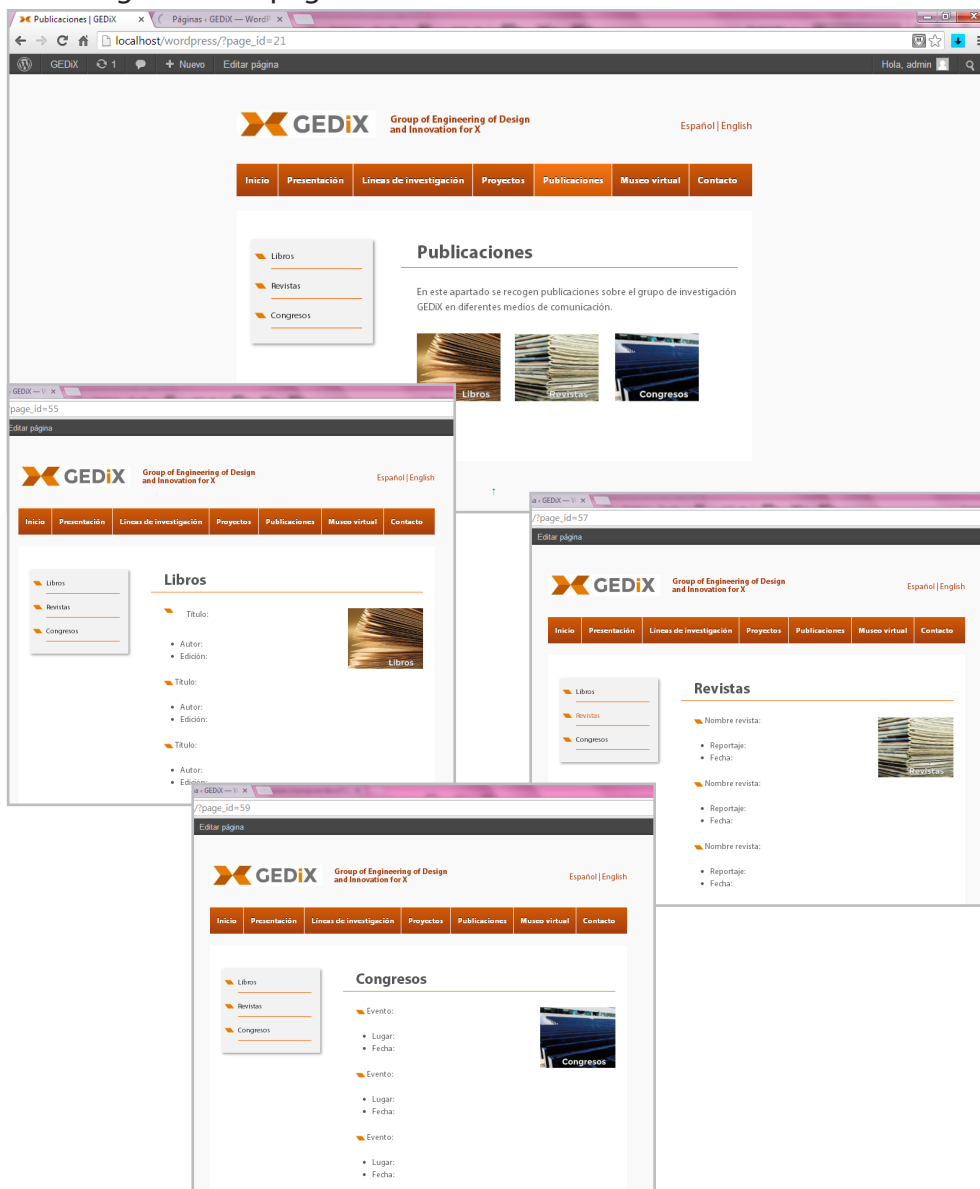 Publicaciones | GEDiX × Páginas ‹ GEDiX — WordP ×
localhost/wordpress/?page_id=21
GEDiX 1 + Nuevo Editar página Hola, admin
GEDiX
Group of Engineering of Design
and Innovation for X
Español | English
Inicio Presentación Líneas de investigación Proyectos Publicaciones Museo virtual Contacto
Libros
Revistas
Congresos
Publicaciones
En este apartado se recogen publicaciones sobre el grupo de investigación
GEDiX en diferentes medios de comunicación.
Libros Revistas Congresos
‹ GEDiX — ×
?page_id=55
Editar página
GEDiX
Group of Engineering of Design
and Innovation for X
Español | English
Inicio Presentación Líneas de investigación Proyectos Publicaciones Museo virtual Contacto
Libros
Revistas
Congresos
Libros
Título:
• Autor:
• Edición:
Título:
• Autor:
• Edición:
Título:
• Autor:
• Edición:
Libros
a ‹ GEDiX — ×
/?page_id=57
Editar página
GEDiX
Group of Engineering of Design
and Innovation for X
Español | English
Inicio Presentación Líneas de investigación Proyectos Publicaciones Museo virtual Contacto
Libros
Revistas
Congresos
Revistas
Nombre revista:
• Reportaje:
• Fecha:
Nombre revista:
• Reportaje:
• Fecha:
Nombre revista:
• Reportaje:
• Fecha:
Revistas
a ‹ GEDiX — ×
/?page_id=59
Editar página
GEDiX
Group of Engineering of Design
and Innovation for X
Español | English
Inicio Presentación Líneas de investigación Proyectos Publicaciones Museo virtual Contacto
Libros
Revistas
Congresos
Congresos
Evento:
• Lugar:
• Fecha:
Evento:
• Lugar:
• Fecha:
Evento:
• Lugar:
• Fecha:
Congresos